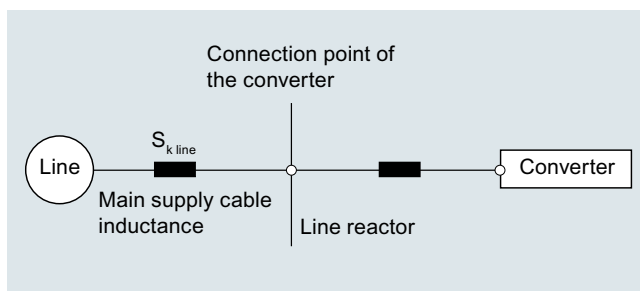 Connection point of
the converter
S k line
Line
Converter
Main supply cable
inductance
Line reactor